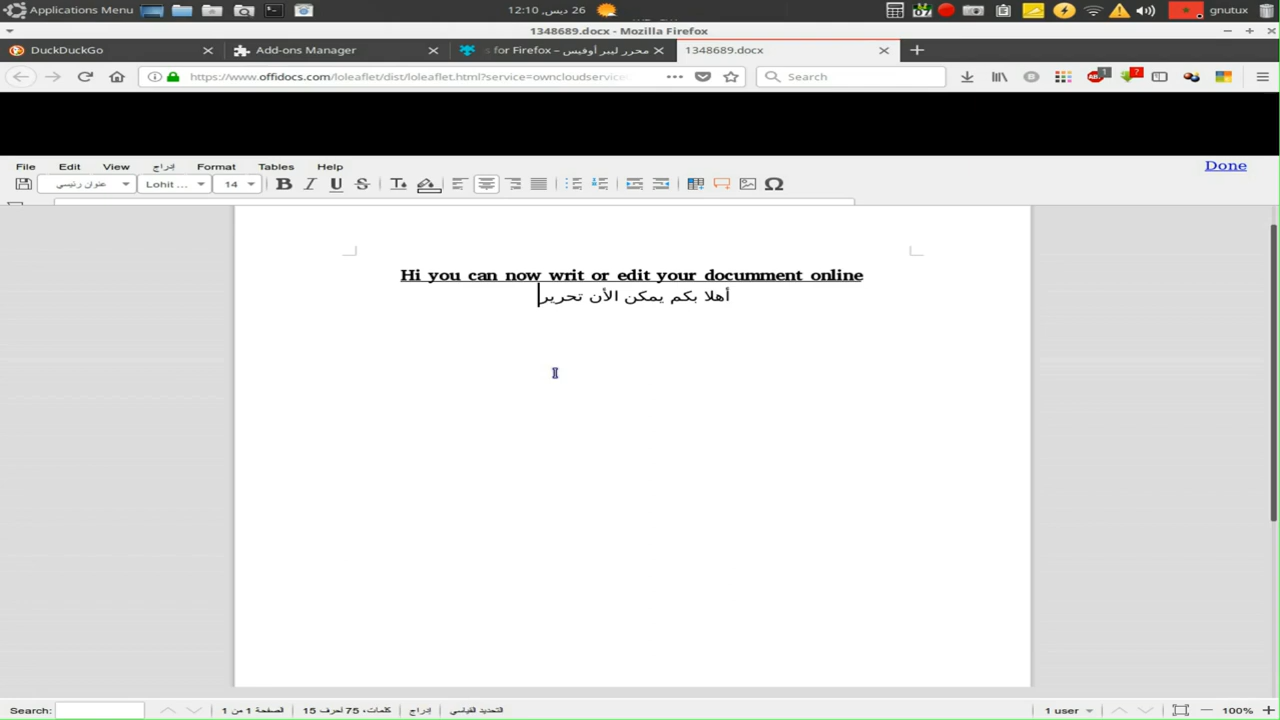 Applications Menu
26 ديس, 12:10
gnutux
1348689.docx - Mozilla Firefox
DuckDuckGo
Add-ons Manager
s for Firefox – محرر ليبر أوفيس
1348689.docx
https://www.offidocs.com/loleaflet/dist/loleaflet.html?service=owncloudservice
Search
File Edit View إدراج Format Tables Help
Done
عنوان رئيسي
Lohit ...
14
Hi you can now writ or edit your documment online
أهلا بكم يمكن الأن تحرير
Search:
الصفحة 1 من 1
15 كلمات، 75 لحرف
إدراج
التحديد القياسي
1 user
100%